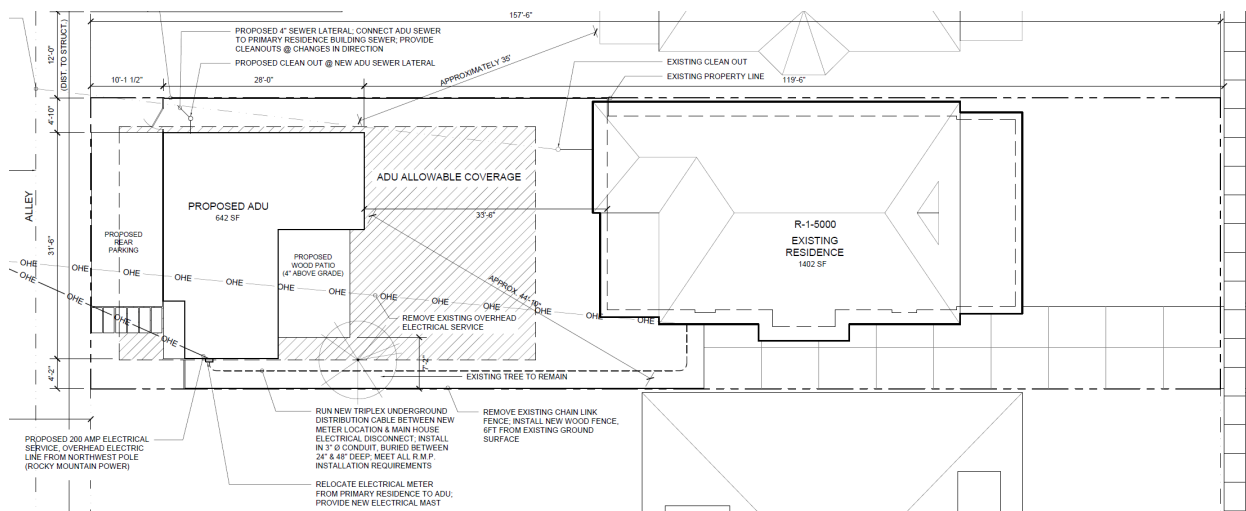 157'-6"
12'-0"
(DIST. TO STRUCT.)
PROPOSED 4" SEWER LATERAL; CONNECT ADU SEWER
TO PRIMARY RESIDENCE BUILDING SEWER; PROVIDE
CLEANOUTS @ CHANGES IN DIRECTION
PROPOSED CLEAN OUT @ NEW ADU SEWER LATERAL
APPROXIMATELY 35'
EXISTING CLEAN OUT
EXISTING PROPERTY LINE
10'-1 1/2"
28'-0"
119'-6"
4'-10"
ADU ALLOWABLE COVERAGE
ALLEY
PROPOSED ADU
642 SF
33'-6"
R-1-5000
EXISTING
RESIDENCE
1402 SF
31'-6"
PROPOSED
REAR
PARKING
PROPOSED
WOOD PATIO
(4" ABOVE GRADE)
OHE OHE OHE OHE OHE OHE OHE OHE OHE OHE
OHE
OHE
OHE
OHE
APPROX. 44'-10"
REMOVE EXISTING OVERHEAD
ELECTRICAL SERVICE
7'-2"
4'-2"
EXISTING TREE TO REMAIN
RUN NEW TRIPLEX UNDERGROUND
DISTRIBUTION CABLE BETWEEN NEW
METER LOCATION & MAIN HOUSE
ELECTRICAL DISCONNECT; INSTALL
IN 3" Ø CONDUIT, BURIED BETWEEN
24" & 48" DEEP; MEET ALL R.M.P.
INSTALLATION REQUIREMENTS
REMOVE EXISTING CHAIN LINK
FENCE; INSTALL NEW WOOD FENCE,
6FT FROM EXISTING GROUND
SURFACE
PROPOSED 200 AMP ELECTRICAL
SERVICE, OVERHEAD ELECTRIC
LINE FROM NORTHWEST POLE
(ROCKY MOUNTAIN POWER)
RELOCATE ELECTRICAL METER
FROM PRIMARY RESIDENCE TO ADU;
PROVIDE NEW ELECTRICAL MAST